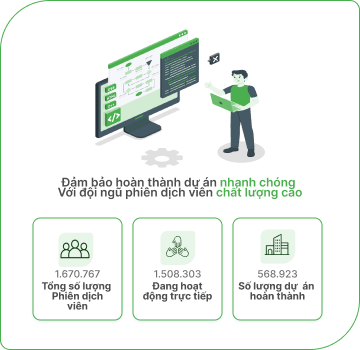 Đảm bảo hoàn thành dự án nhanh chóng
Với đội ngũ phiên dịch viên chất lượng cao
1.670.767
Tổng số lượng
Phiên dịch
viên
1.508.303
Đang hoạt
động trực tiếp
568.923
Số lượng dự án
hoàn thành